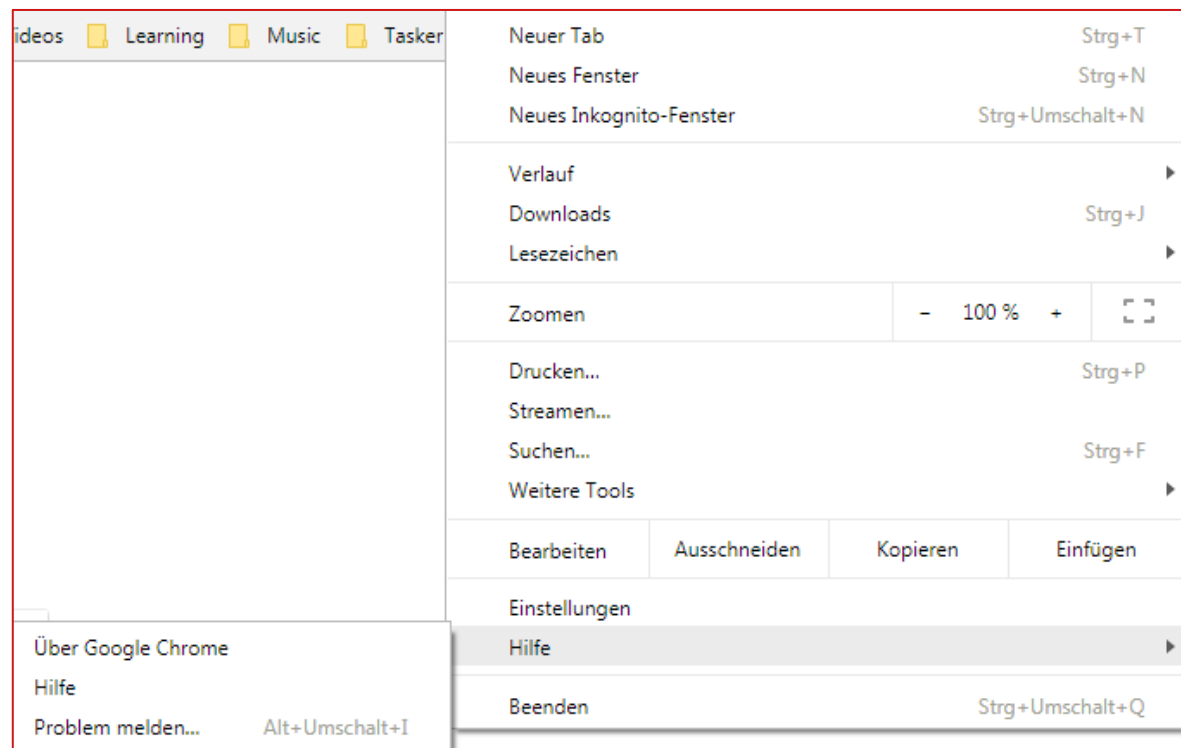 ideos Learning Music Tasker
Neuer Tab Strg+T
Neues Fenster Strg+N
Neues Inkognito-Fenster Strg+Umschalt+N
Verlauf
Downloads Strg+J
Lesezeichen
Zoomen - 100 % +
Drucken... Strg+P
Streamen...
Suchen... Strg+F
Weitere Tools
Bearbeiten Ausschneiden Kopieren Einfügen
Einstellungen
Hilfe
Beenden Strg+Umschalt+Q
Über Google Chrome
Hilfe
Problem melden... Alt+Umschalt+I